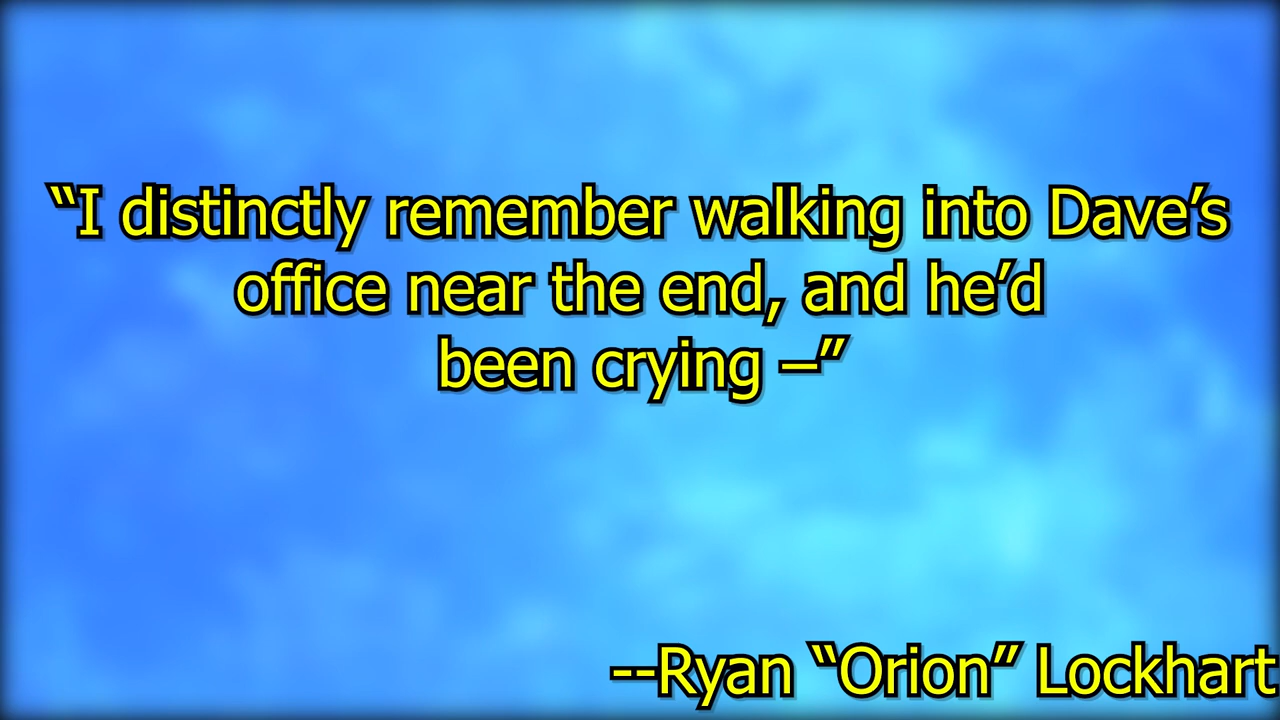 “I distinctly remember walking into Dave’s
office near the end, and he’d
been crying –”
--Ryan “Orion” Lockhart